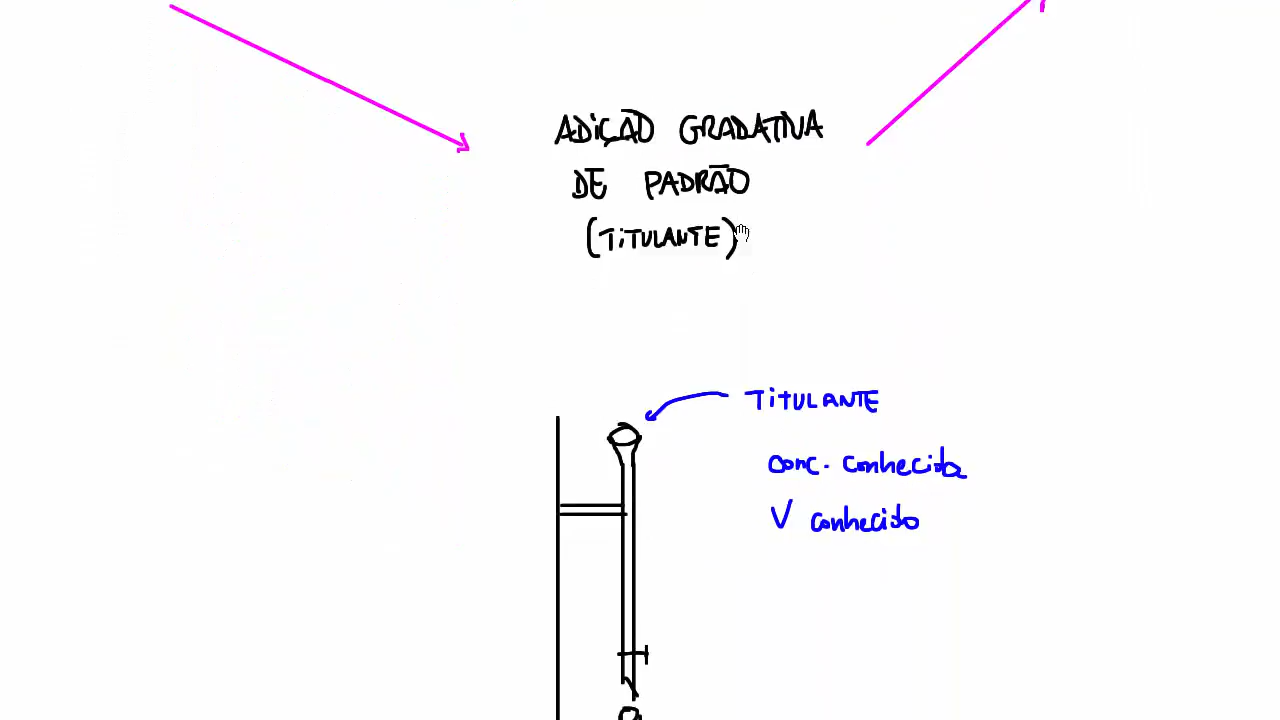 ADIÇÃO GRADATIVA
DE PADRÃO
(TITULANTE)
TITULANTE
conc. conhecida
V conhecido